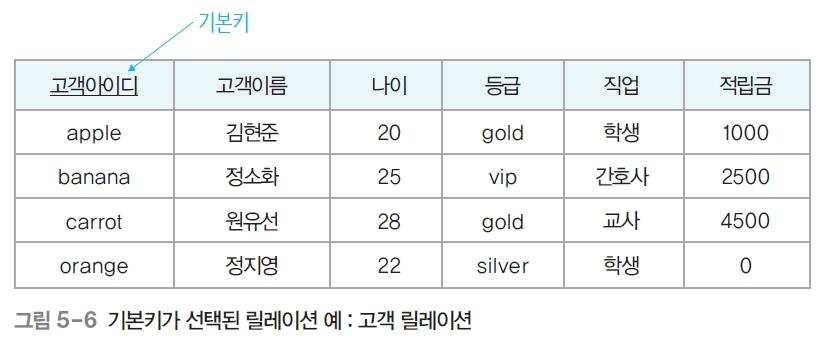 기본키
고객아이디 고객이름 나이 등급 직업 적립금
apple 김현준 20 gold 학생 1000
banana 정소화 25 vip 간호사 2500
carrot 원유선 28 gold 교사 4500
orange 정지영 22 silver 학생 0
그림 5-6 기본키가 선택된 릴레이션 예 : 고객 릴레이션